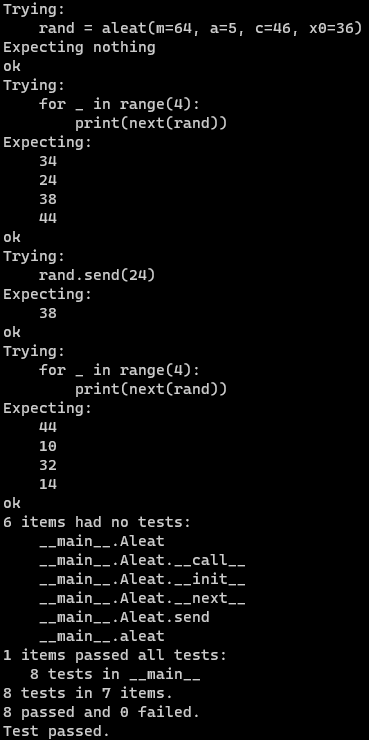 Trying:
    rand = aleat(m=64, a=5, c=46, x0=36)
Expecting nothing
ok
Trying:
    for _ in range(4):
        print(next(rand))
Expecting:
    34
    24
    38
    44
ok
Trying:
    rand.send(24)
Expecting:
    38
ok
Trying:
    for _ in range(4):
        print(next(rand))
Expecting:
    44
    10
    32
    14
ok
6 items had no tests:
    __main__.Aleat
    __main__.Aleat.__call__
    __main__.Aleat.__init__
    __main__.Aleat.__next__
    __main__.Aleat.send
    __main__.aleat
1 items passed all tests:
   8 tests in __main__
8 tests in 7 items.
8 passed and 0 failed.
Test passed.